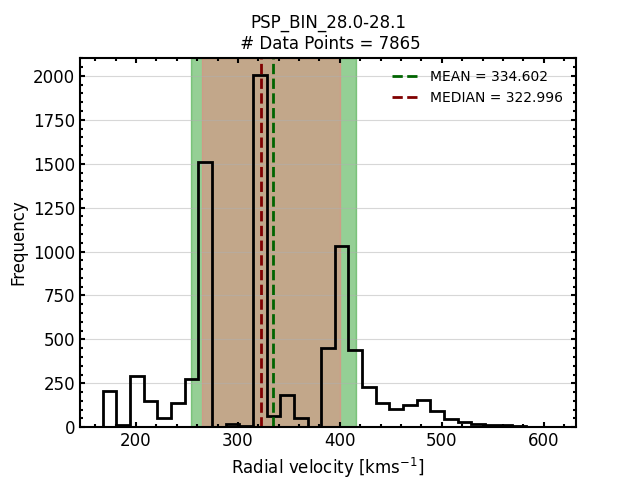 PSP_BIN_28.0-28.1
# Data Points = 7865
MEAN = 334.602
MEDIAN = 322.996
Frequency
2000
1750
1500
1250
1000
750
500
250
0
200 300 400 500 600
Radial velocity [kms⁻¹]